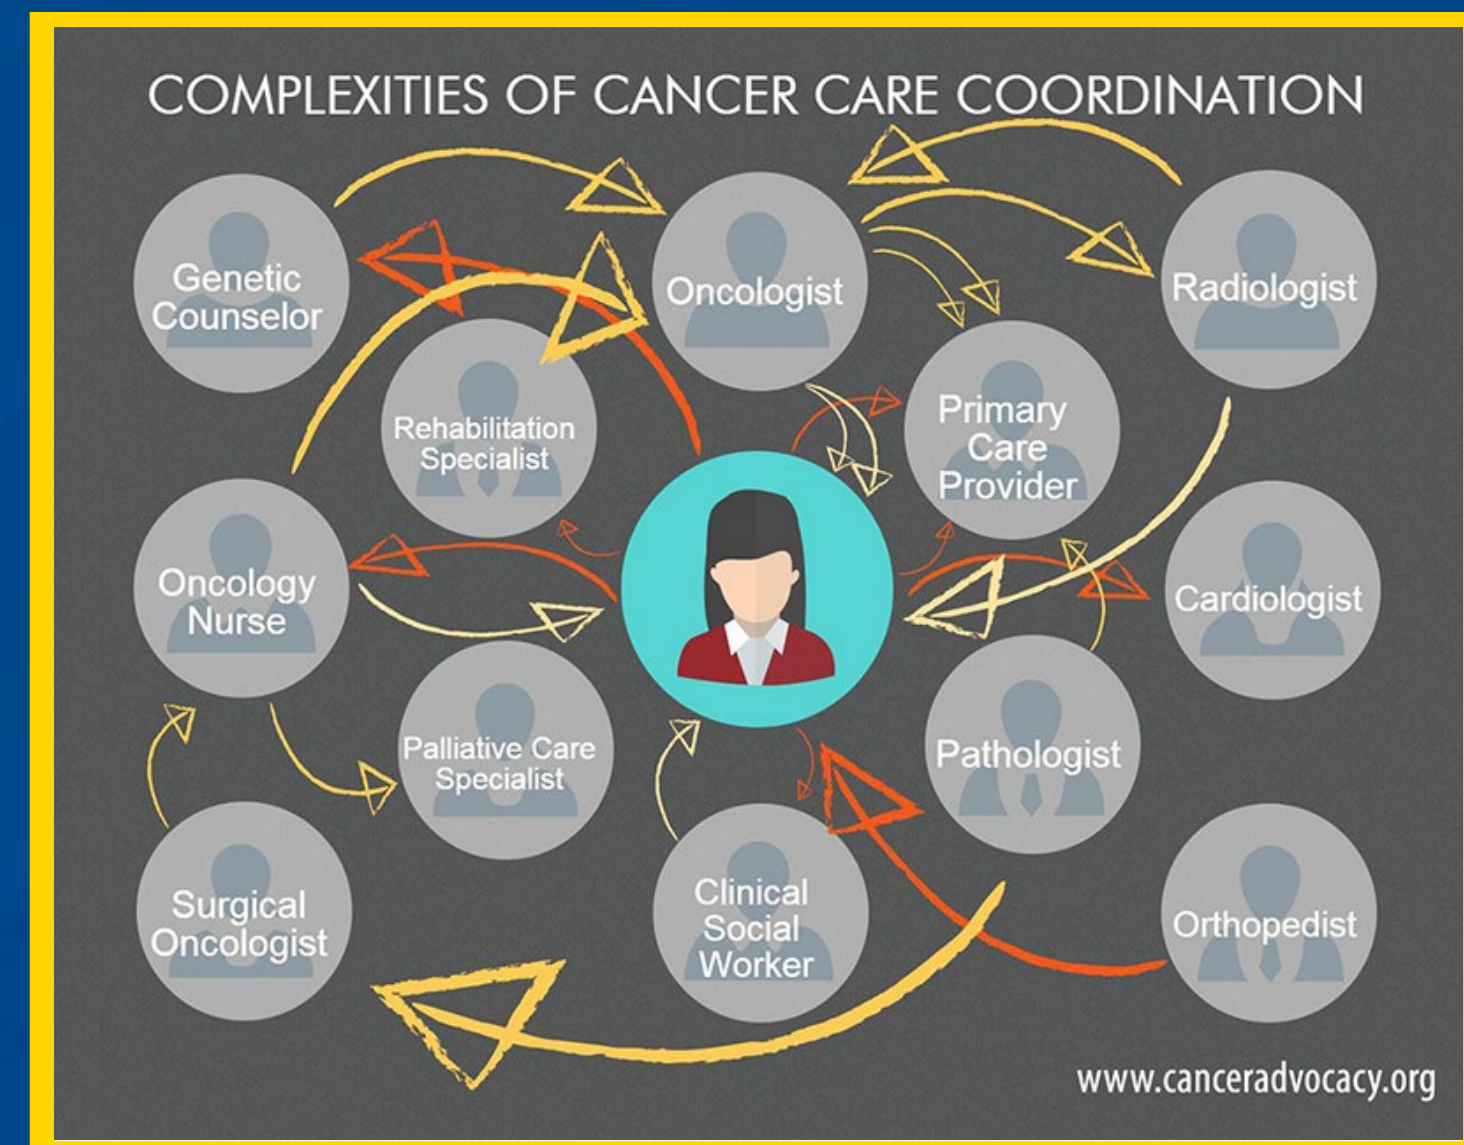 COMPLEXITIES OF CANCER CARE COORDINATION
Genetic
Counselor
Oncologist
Radiologist
Rehabilitation
Specialist
Primary
Care
Provider
Oncology
Nurse
Cardiologist
Palliative Care
Specialist
Pathologist
Surgical
Oncologist
Clinical
Social
Worker
Orthopedist
www.canceradvocacy.org